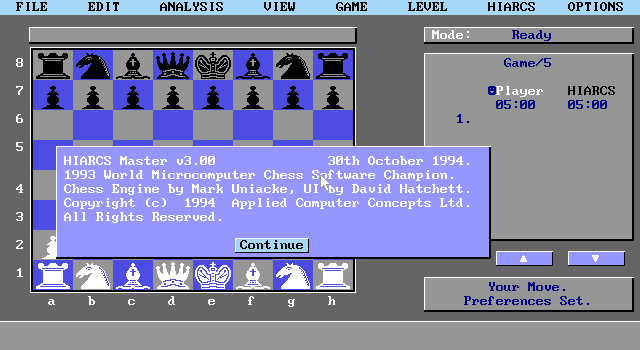 FILE EDIT ANALYSIS VIEW GAME LEVEL HIARCS OPTIONS
Mode: Ready
Game/5
Player HIARCS
05:00 05:00
1.
8
7
6
5
4
3
2
1
HIARCS Master v3.00 30th October 1994.
1993 World Microcomputer Chess Software Champion.
Chess Engine by Mark Uniacke, UI by David Hatchett.
Copyright (c) 1994 Applied Computer Concepts Ltd.
All Rights Reserved.
Continue
a b c d e f g h
Your Move.
Preferences Set.